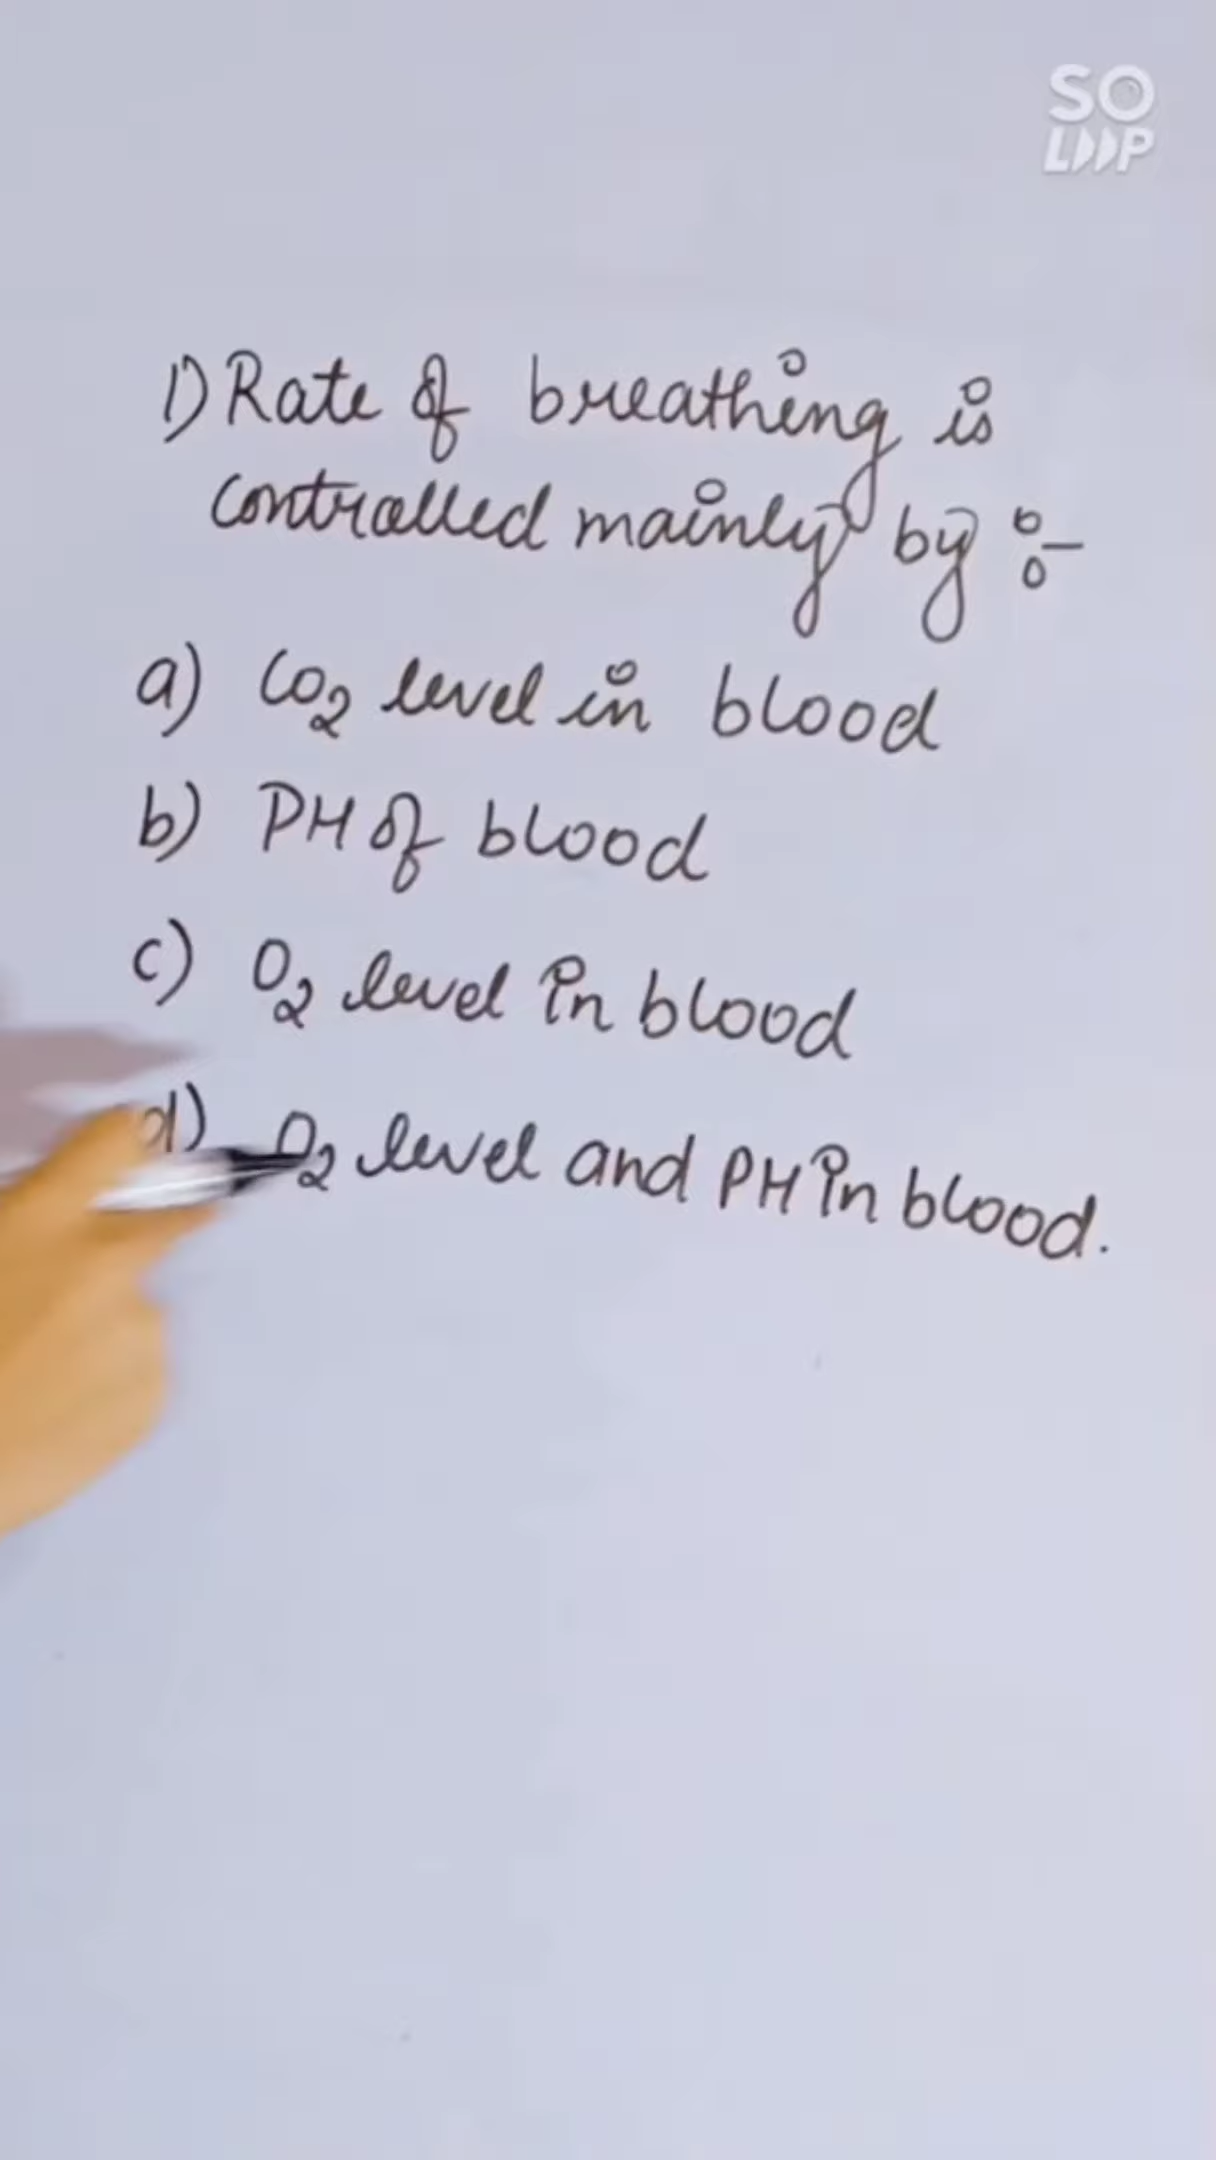 SO
LOOP
1) Rate of breathing is
controlled mainly by :-
a) CO2 level in blood
b) PH of blood
c) O2 level in blood
d) O2 level and PH in blood.